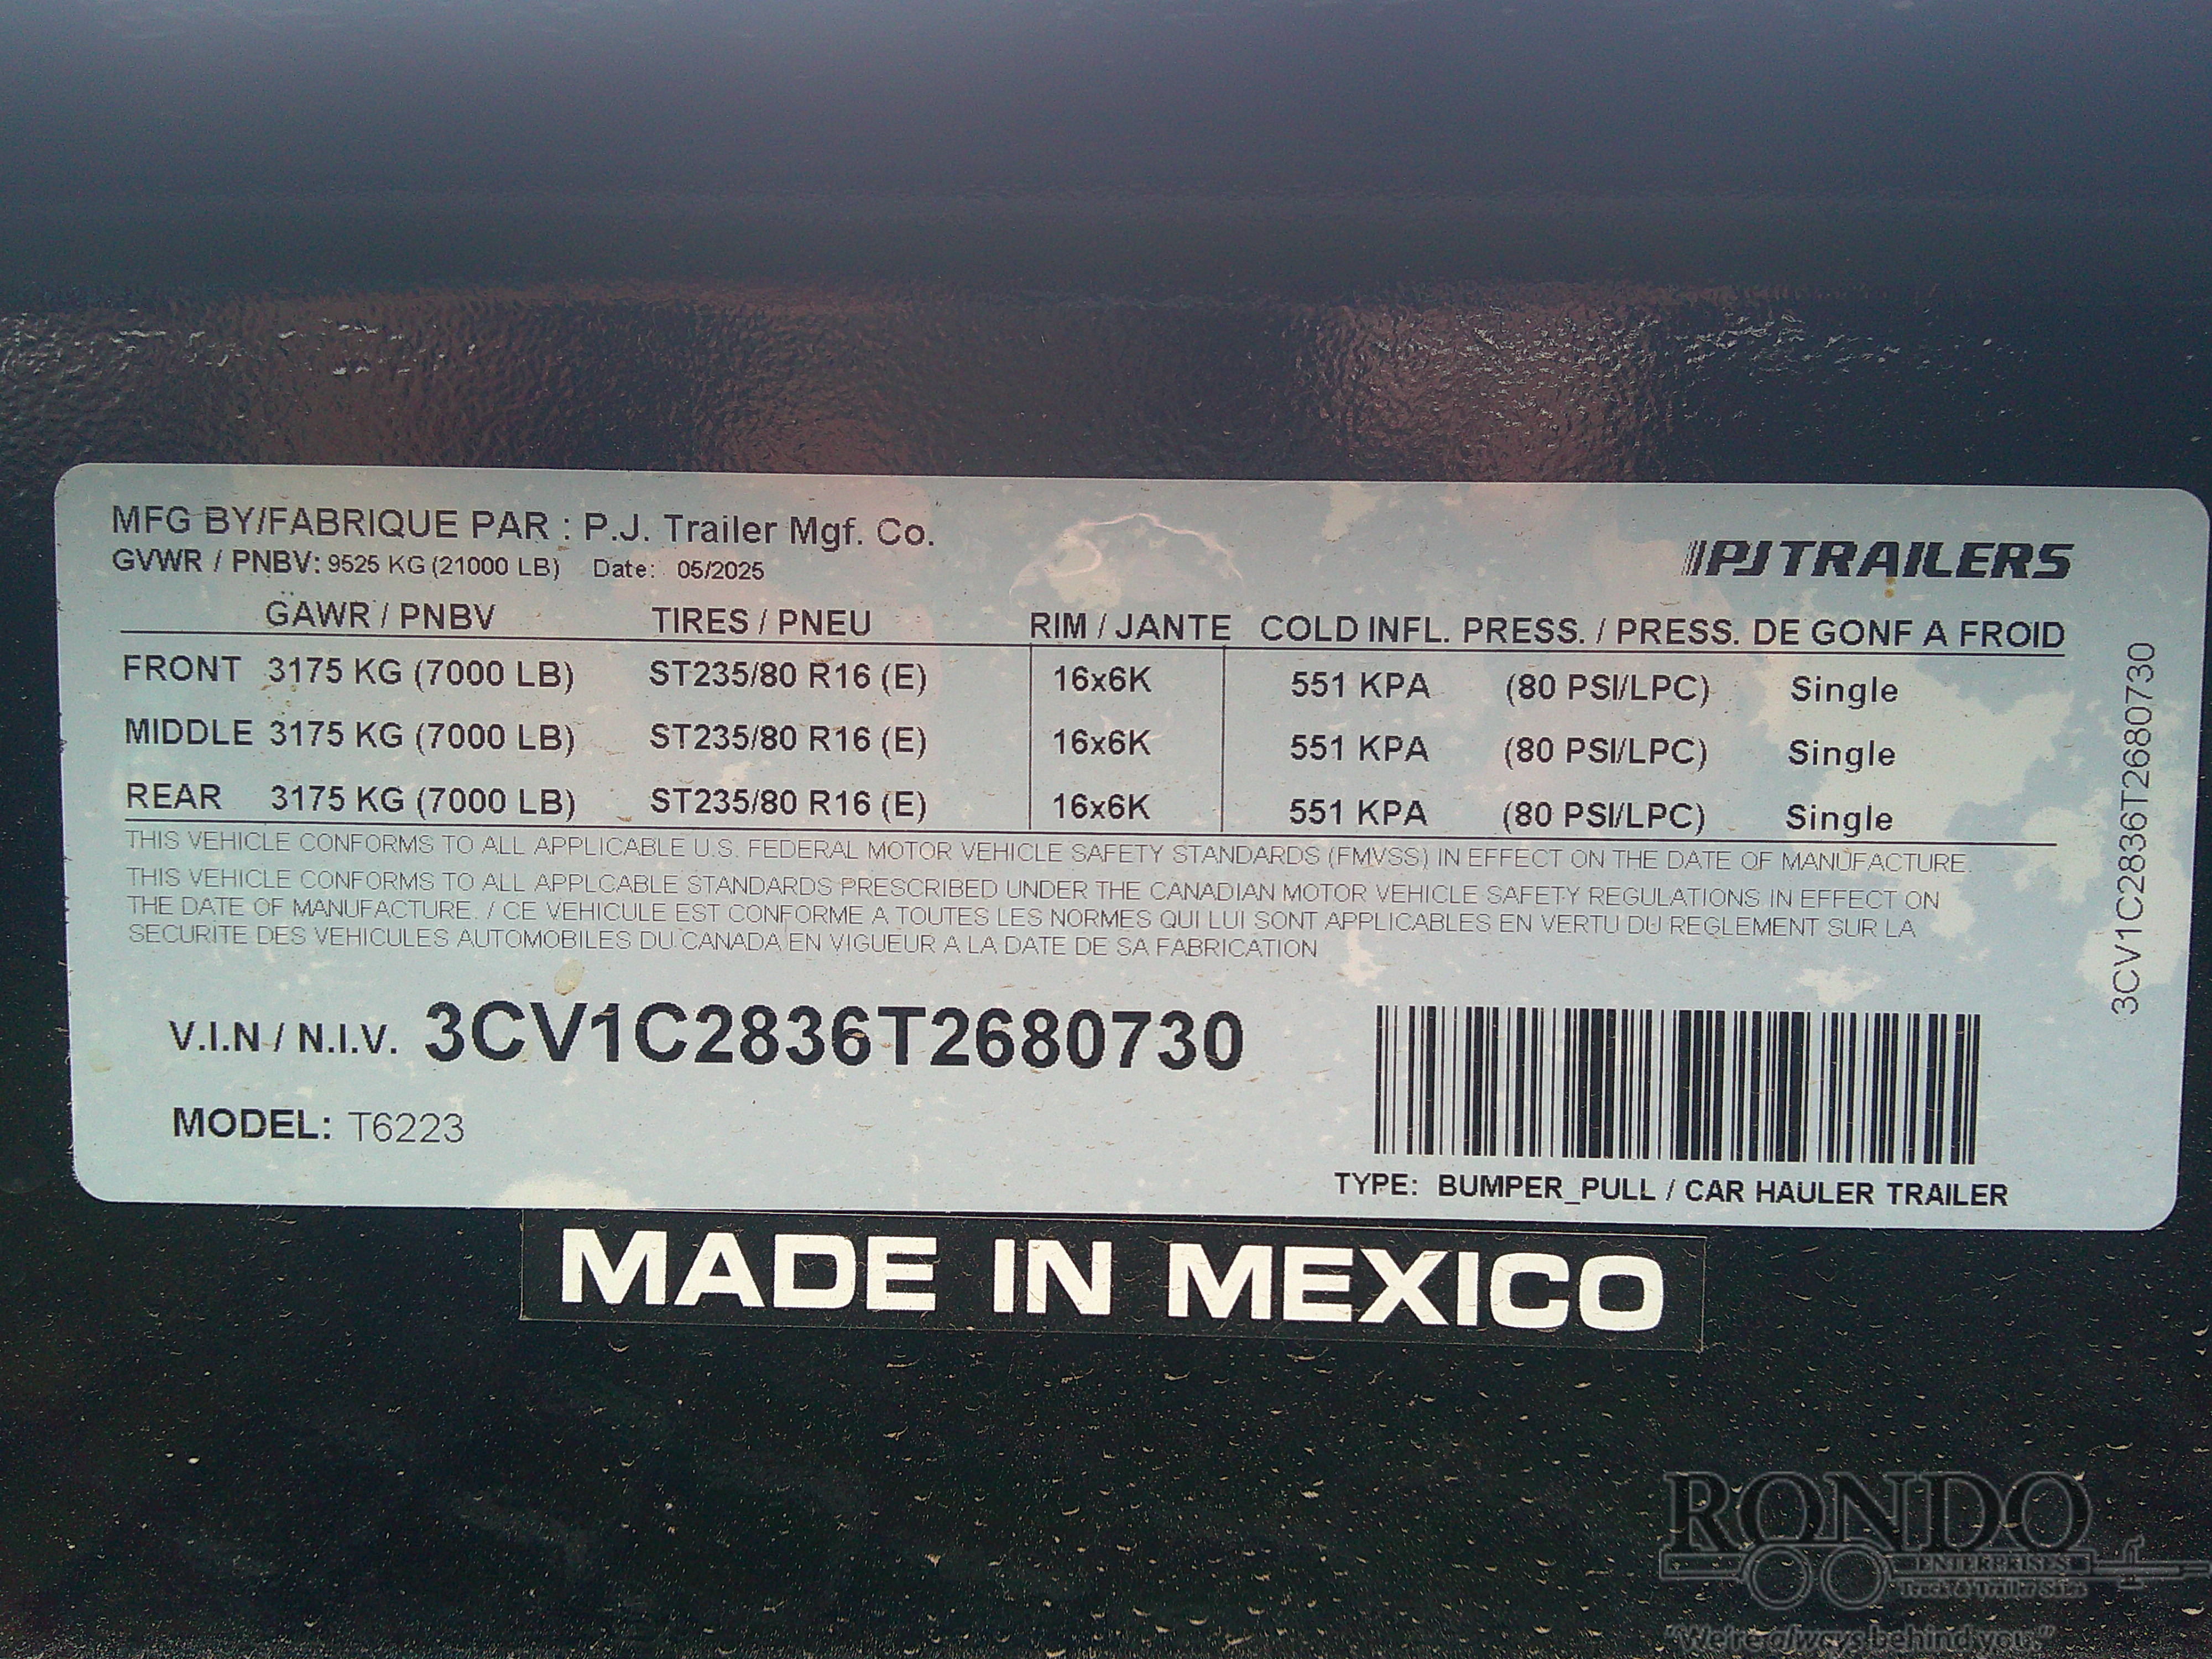 MFG BY/FABRIQUE PAR : P.J. Trailer Mgf. Co.
GVWR / PNBV: 9525 KG (21000 LB) Date: 05/2025
PJ TRAILERS
GAWR / PNBV TIRES / PNEU RIM / JANTE COLD INFL. PRESS. / PRESS. DE GONF A FROID
FRONT 3175 KG (7000 LB) ST235/80 R16 (E) 16x6K 551 KPA (80 PSI/LPC) Single
MIDDLE 3175 KG (7000 LB) ST235/80 R16 (E) 16x6K 551 KPA (80 PSI/LPC) Single
REAR 3175 KG (7000 LB) ST235/80 R16 (E) 16x6K 551 KPA (80 PSI/LPC) Single
THIS VEHICLE CONFORMS TO ALL APPLICABLE U.S. FEDERAL MOTOR VEHICLE SAFETY STANDARDS (FMVSS) IN EFFECT ON THE DATE OF MANUFACTURE.
THIS VEHICLE CONFORMS TO ALL APPLCABLE STANDARDS PRESCRIBED UNDER THE CANADIAN MOTOR VEHICLE SAFETY REGULATIONS IN EFFECT ON
THE DATE OF MANUFACTURE. / CE VEHICULE EST CONFORME A TOUTES LES NORMES QUI LUI SONT APPLICABLES EN VERTU DU REGLEMENT SUR LA
SECURITE DES VEHICULES AUTOMOBILES DU CANADA EN VIGUEUR A LA DATE DE SA FABRICATION
3CV1C2836T2680730
V.I.N / N.I.V. 3CV1C2836T2680730
MODEL: T6223
TYPE: BUMPER_PULL / CAR HAULER TRAILER
MADE IN MEXICO
RONDO
ENTERPRISES
Truck & Trailer Sales
"We're always behind you."